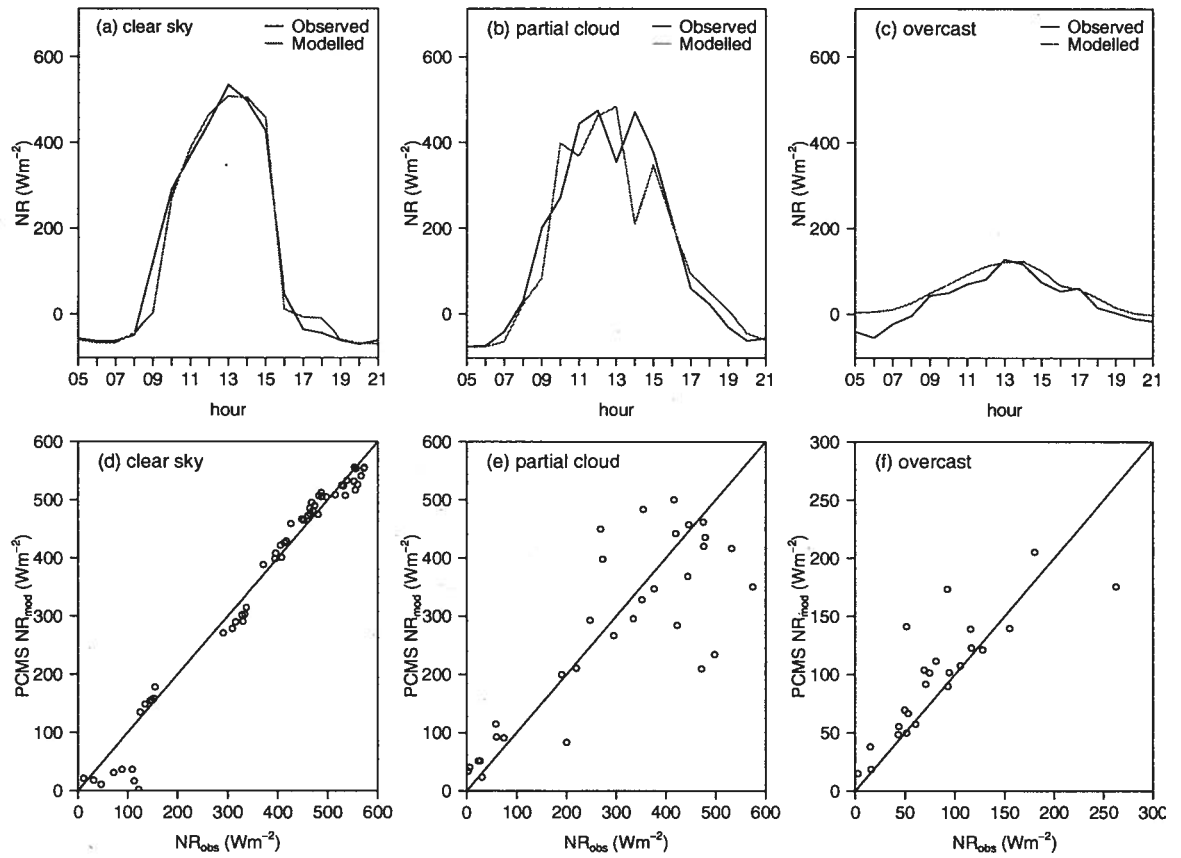 (a) clear sky
Observed
Modelled
600
400
200
0
NR (Wm⁻²)
05 07 09 11 13 15 17 19 21
hour
(b) partial cloud
Observed
Modelled
600
400
200
0
NR (Wm⁻²)
05 07 09 11 13 15 17 19 21
hour
(c) overcast
Observed
Modelled
600
400
200
0
NR (Wm⁻²)
05 07 09 11 13 15 17 19 21
hour
(d) clear sky
600
500
400
300
200
100
0
PCMS NRmod (Wm⁻²)
0 100 200 300 400 500 600
NRobs (Wm⁻²)
(e) partial cloud
600
500
400
300
200
100
0
PCMS NRmod (Wm⁻²)
0 100 200 300 400 500 600
NRobs (Wm⁻²)
(f) overcast
300
250
200
150
100
50
0
PCMS NRmod (Wm⁻²)
0 50 100 150 200 250 300
NRobs (Wm⁻²)